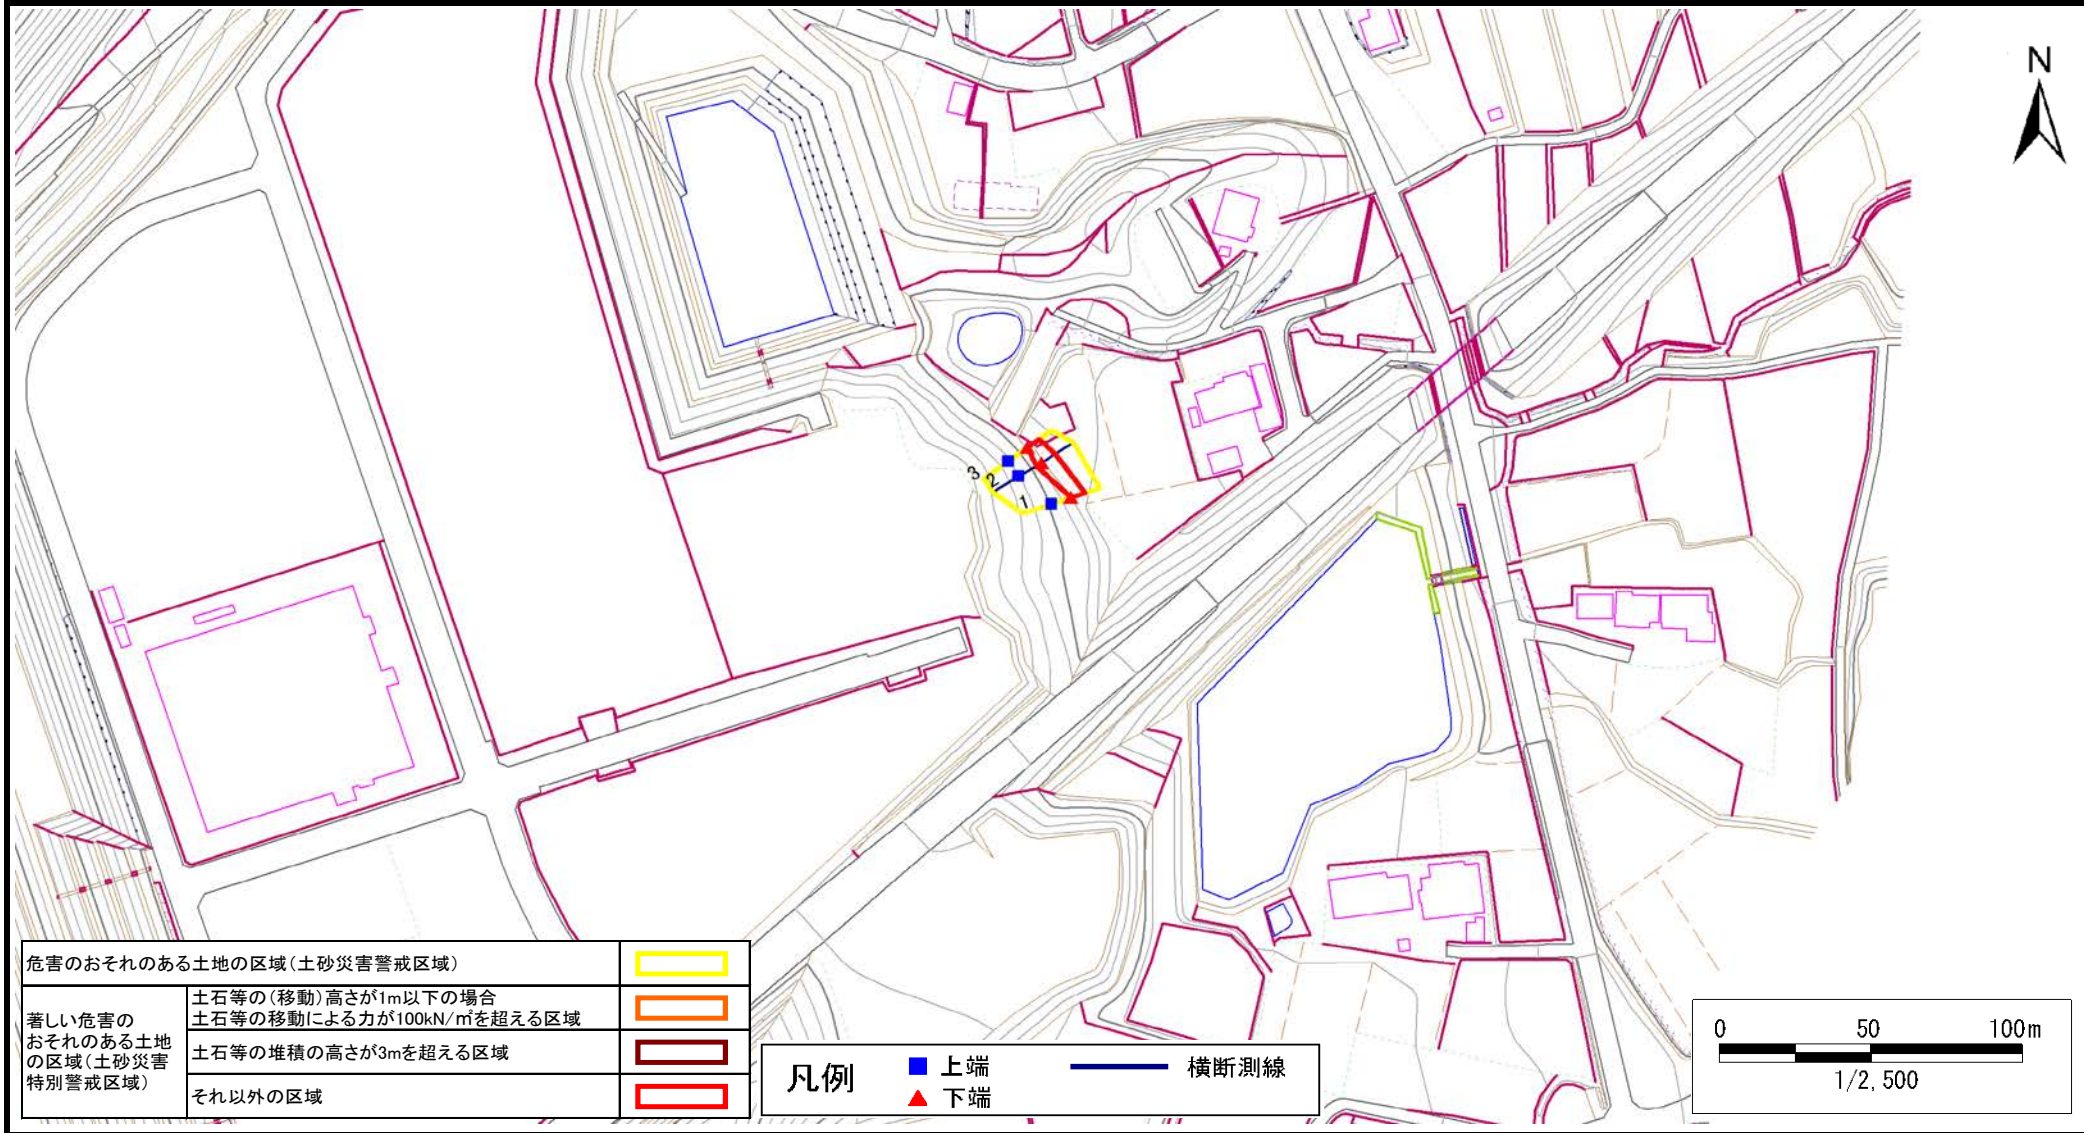 N
3
2
1
危害のおそれのある土地の区域(土砂災害警戒区域)
著しい危害の
おそれのある土地
の区域(土砂災害
特別警戒区域)
土石等の(移動)高さが1m以下の場合
土石等の移動による力が100kN/㎡を超える区域
土石等の堆積の高さが3mを超える区域
それ以外の区域
凡例
上端
下端
横断測線
0 50 100m
1/2,500